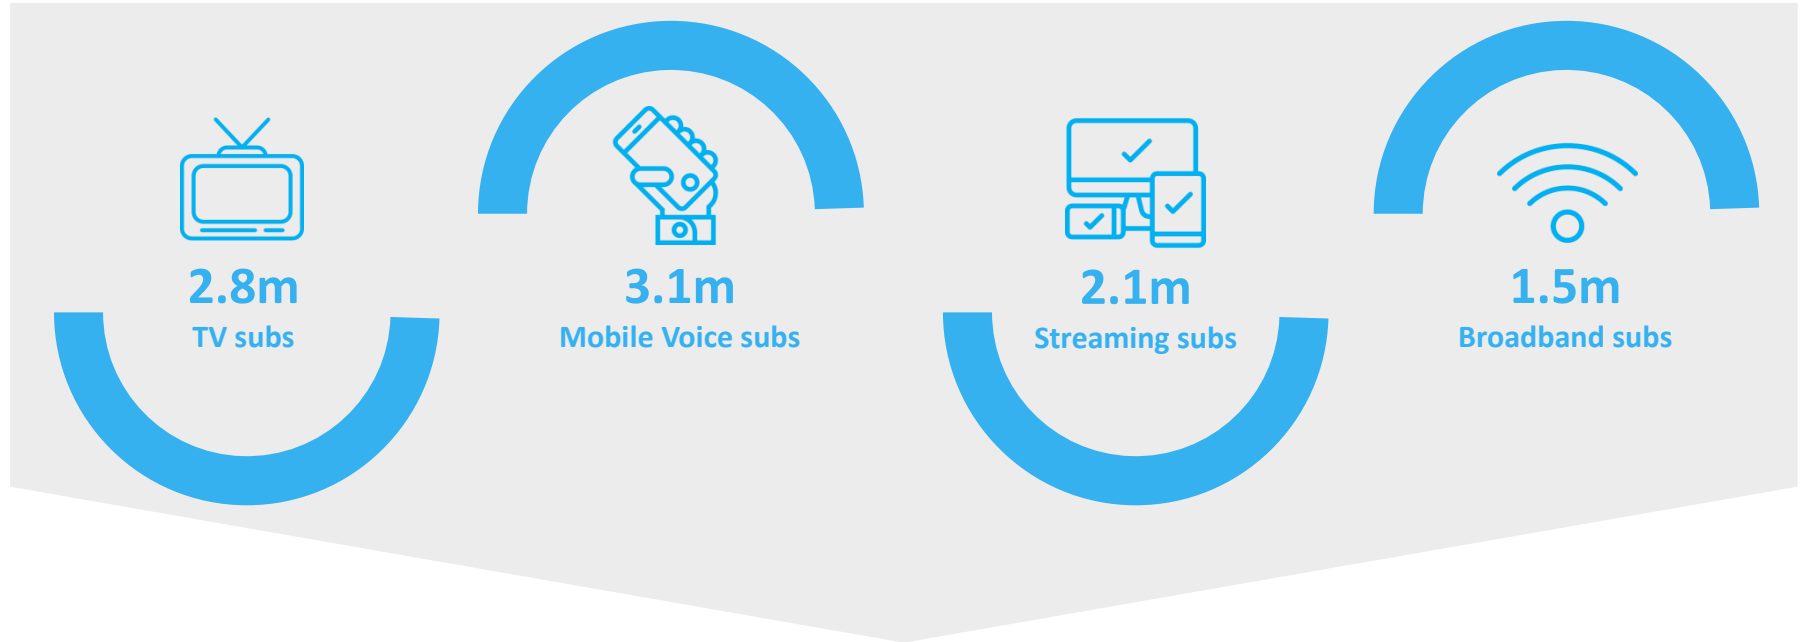 2.8m
TV subs
3.1m
Mobile Voice subs
2.1m
Streaming subs
1.5m
Broadband subs